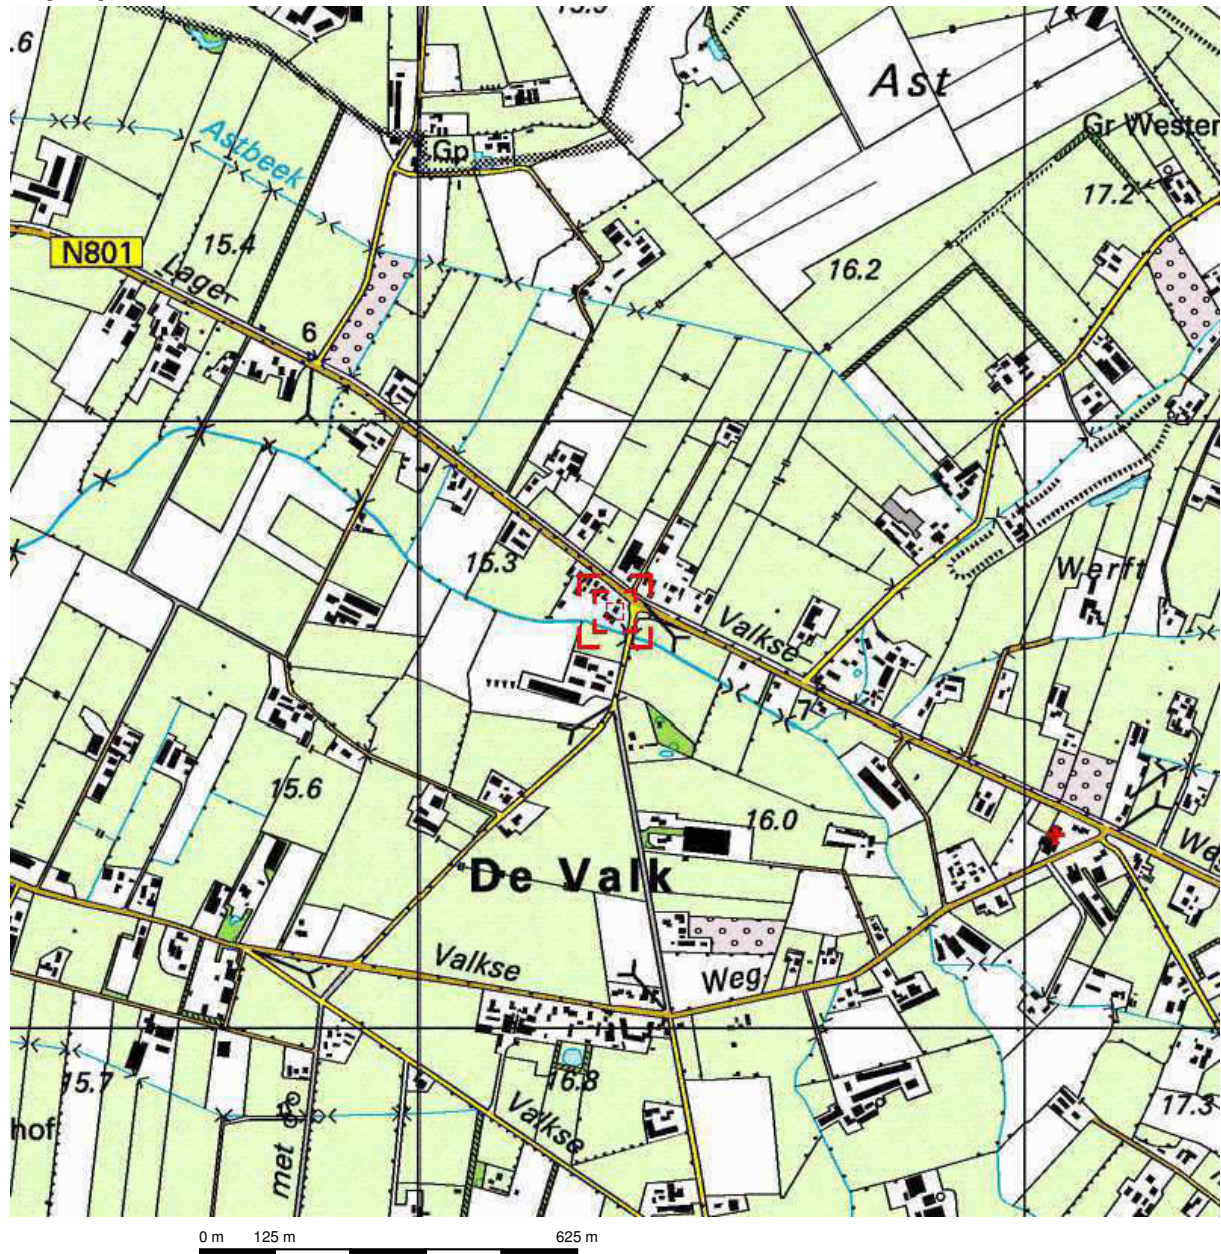 .6
Ast
Gr Wester
Astbeek
Gp
17.2
N801
15.4
Lager
16.2
6
15.3
Werft
Valkse
7
15.6
16.0
We
De Valk
Valkse
Weg
15.7
16.8
Valkse
17.3
hof
met
0 m 125 m 625 m